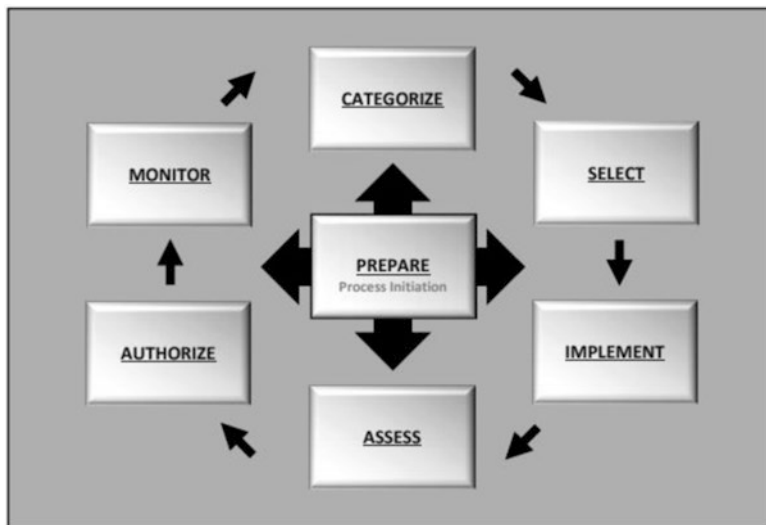 CATEGORIZE
MONITOR
SELECT
PREPARE
Process Initiation
AUTHORIZE
IMPLEMENT
ASSESS